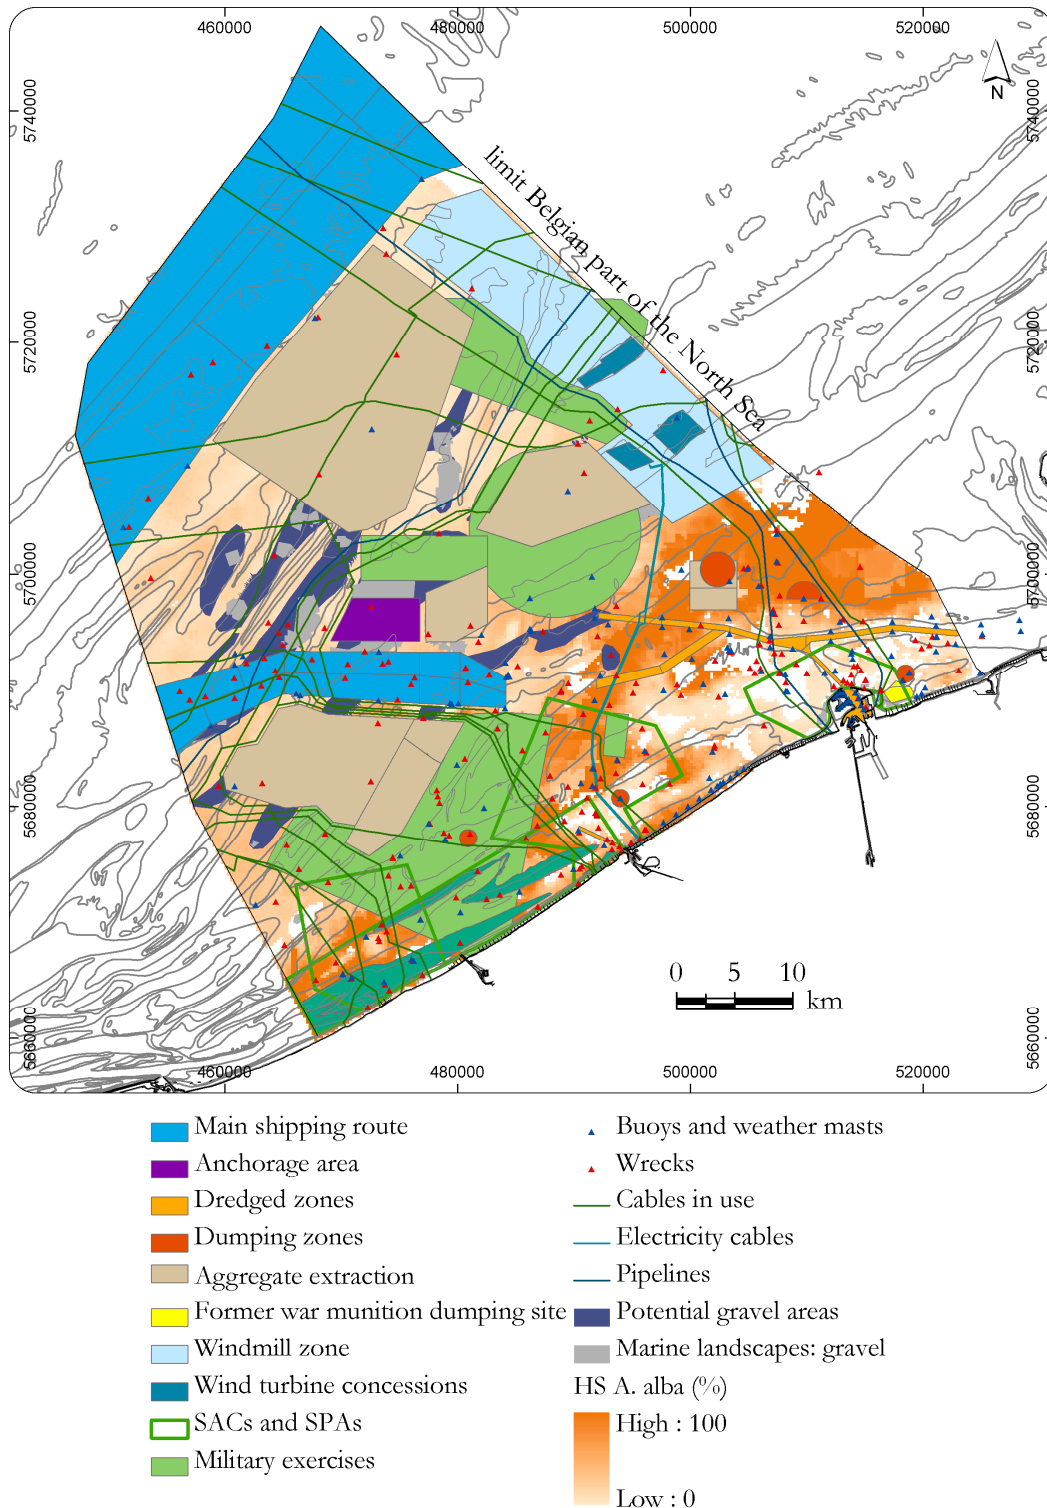 460000
480000
500000
520000
5740000
5740000
N
limit Belgian part of the North Sea
5720000
5720000
5700000
5700000
5680000
5680000
0 5 10
km
5660000
5660000
460000
480000
500000
520000
Main shipping route
Anchorage area
Dredged zones
Dumping zones
Aggregate extraction
Former war munition dumping site
Windmill zone
Wind turbine concessions
SACs and SPAs
Military exercises
Buoys and weather masts
Wrecks
Cables in use
Electricity cables
Pipelines
Potential gravel areas
Marine landscapes: gravel
HS A. alba (%)
High : 100
Low : 0